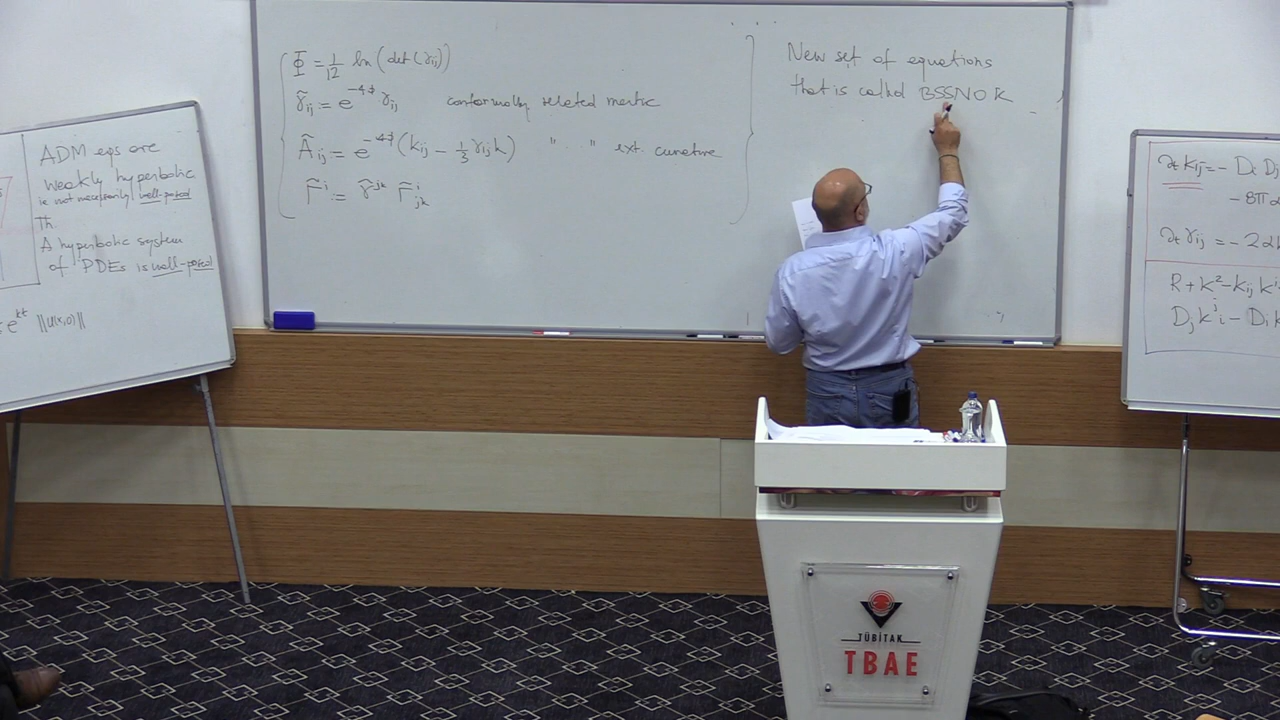 ADM eqs are
weakly hyperbolic
is not necessarily well-posed
Th.
A hyperbolic system
of PDEs is well-posed
e^{kt} ||u(x,0)||
Φ = 1/12 ln (det(γij))
γ̃ij = e^{-4Φ} γij conformally related metric
Ãij = e^{-4Φ} (Kij − 1/3 γij K) " " ext. curvature
Γ̃^i := γ̃^{jk} Γ̃^i_{jk}
New set of equations
that is called BSSNOK
∂t Kij = − Di Dj
− 8π
∂t γij = − 2α
R + K² − Kij K^i
Dj K^j i − Di K
TÜBİTAK
TBAE